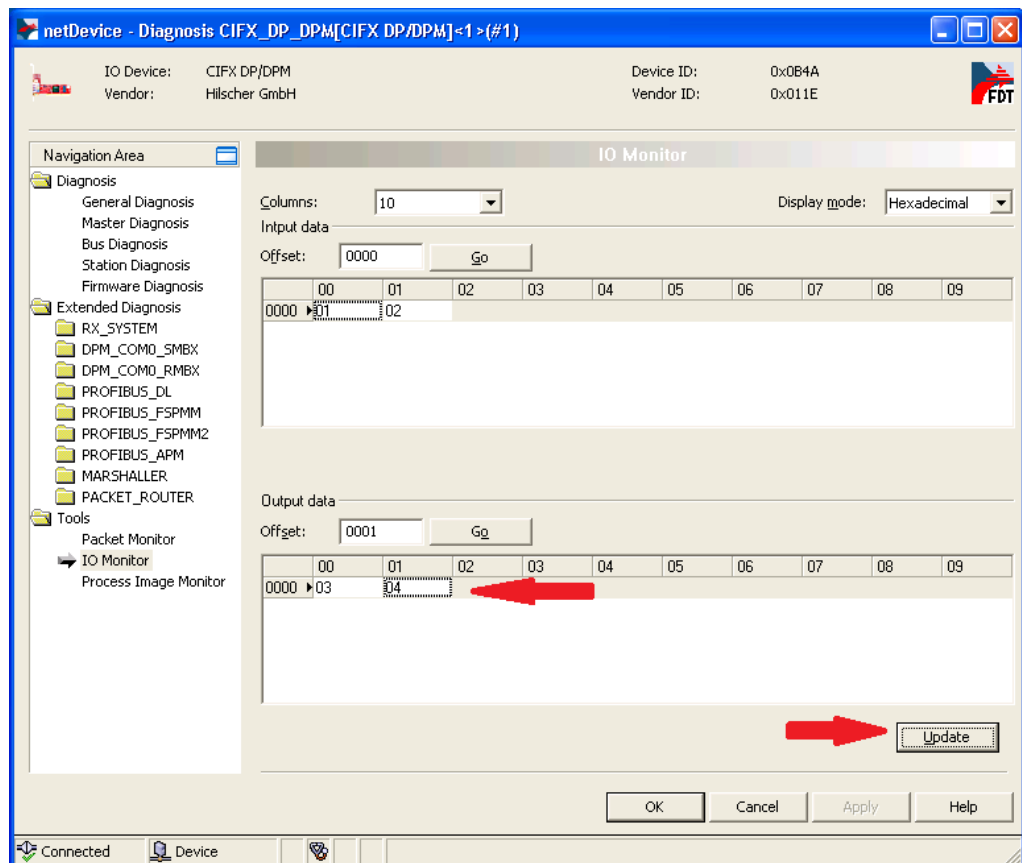 netDevice - Diagnosis CIFX_DP_DPM[CIFX DP/DPM]<1>(#1)
IO Device: CIFX DP/DPM Device ID: 0x0B4A
Vendor: Hilscher GmbH Vendor ID: 0x011E
FDT
Navigation Area
Diagnosis
General Diagnosis
Master Diagnosis
Bus Diagnosis
Station Diagnosis
Firmware Diagnosis
Extended Diagnosis
RX_SYSTEM
DPM_COM0_SMBX
DPM_COM0_RMBX
PROFIBUS_DL
PROFIBUS_FSPMM
PROFIBUS_FSPMM2
PROFIBUS_APM
MARSHALLER
PACKET_ROUTER
Tools
Packet Monitor
IO Monitor
Process Image Monitor
IO Monitor
Columns: 10 Display mode: Hexadecimal
Intput data
Offset: 0000 Go
00 01 02 03 04 05 06 07 08 09
0000 01 02
Output data
Offset: 0001 Go
00 01 02 03 04 05 06 07 08 09
0000 03 04
Update
OK Cancel Apply Help
Connected Device